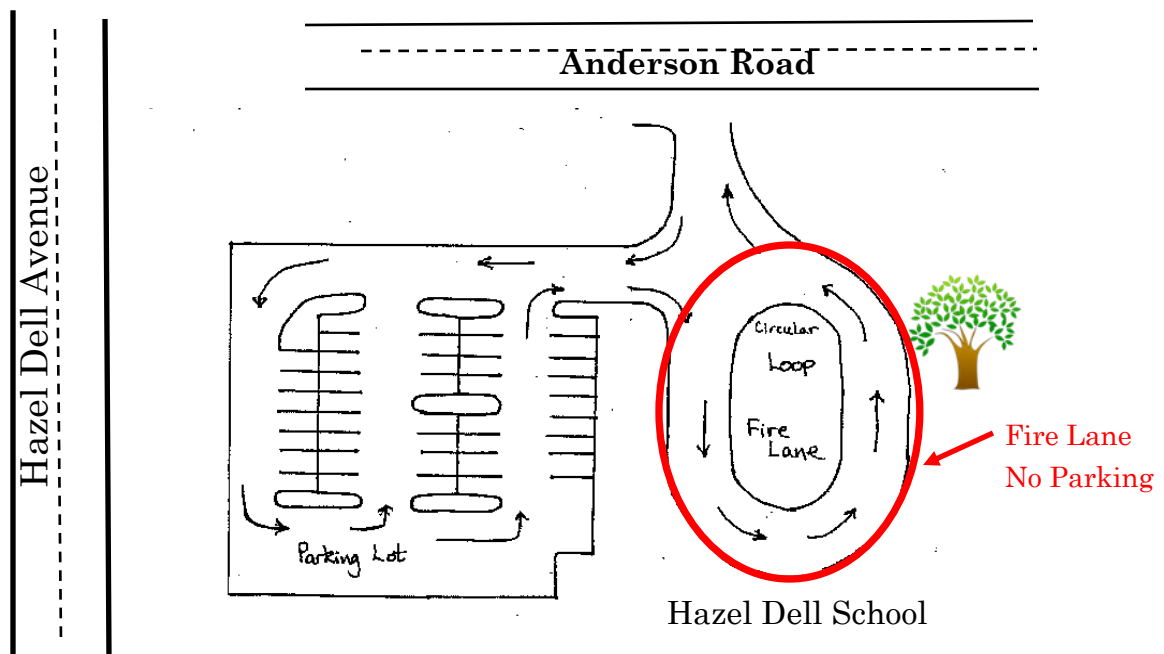 Anderson Road
Hazel Dell Avenue
Circular
Loop
Fire
Lane
Fire Lane
No Parking
Parking Lot
Hazel Dell School